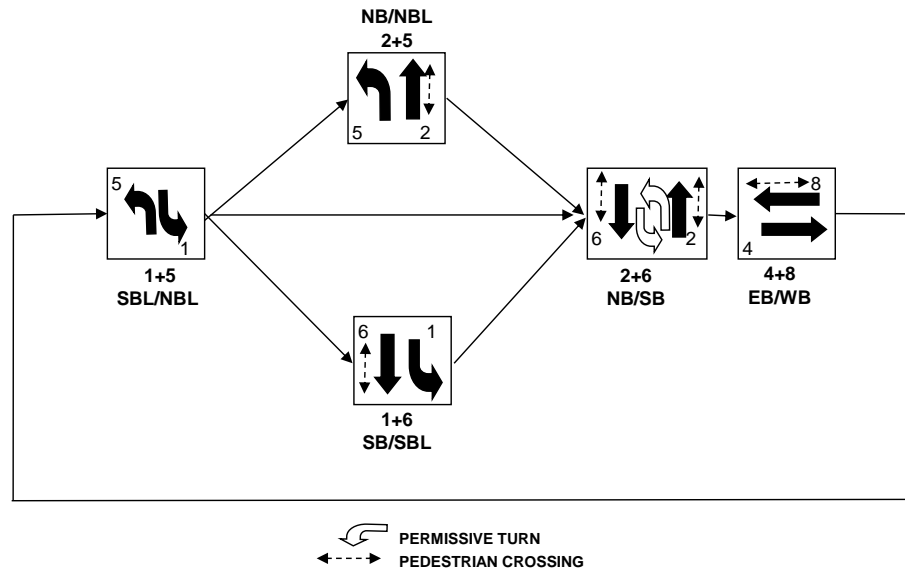 NB/NBL
2+5
5 2
5
1
1+5
SBL/NBL
6 2
2+6
NB/SB
8
4
4+8
EB/WB
6 1
1+6
SB/SBL
PERMISSIVE TURN
PEDESTRIAN CROSSING